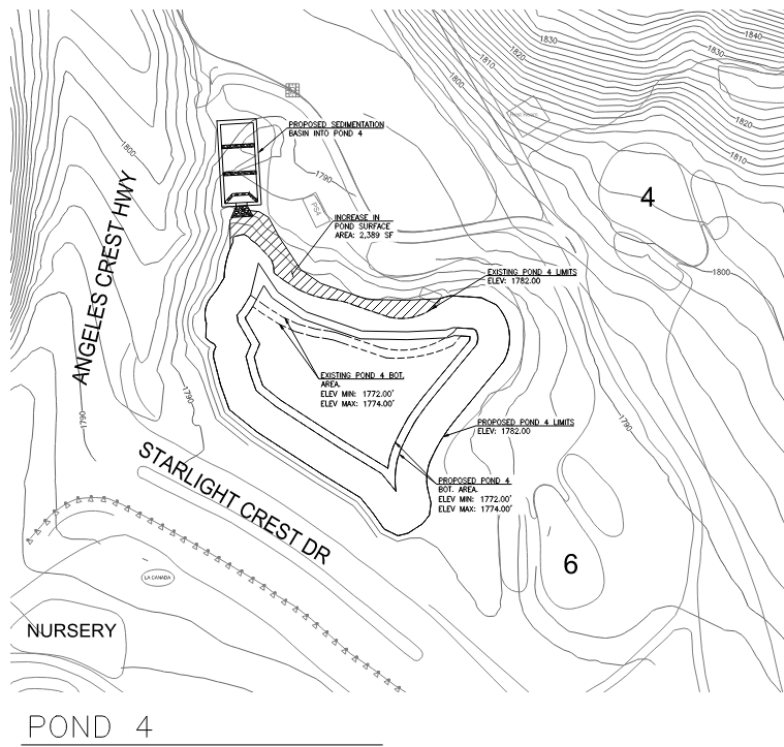 1830
1840
1820
1830
1810
1800
1820
1810
PROPOSED SEDIMENTATION
BASIN INTO POND 4
1800
1790
4
PS4
INCREASE IN
POND SURFACE
AREA: 2,389 SF
ANGELES CREST HWY
EXISTING POND 4 LIMITS
ELEV: 1782.00
1800
EXISTING POND 4 BOT.
AREA.
ELEV MIN: 1772.00'
ELEV MAX: 1774.00'
1790
1790
1790
PROPOSED POND 4 LIMITS
ELEV: 1782.00
STARLIGHT CREST DR
PROPOSED POND 4
BOT. AREA.
ELEV MIN: 1772.00'
ELEV MAX: 1774.00'
6
LA CANADA
NURSERY
POND 4